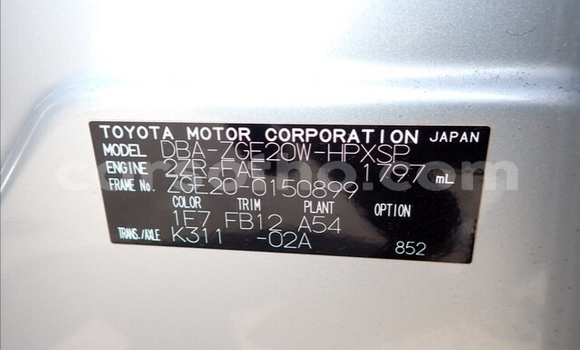 TOYOTA MOTOR CORPORATION JAPAN
MODEL DBA-ZGE20W-HPXSP
ENGINE 2ZR-FAE 1797 mL
FRAME No. ZGE20-0150899
COLOR TRIM PLANT OPTION
1F7 FB12 A54
TRANS./AXLE K311 -02A
852